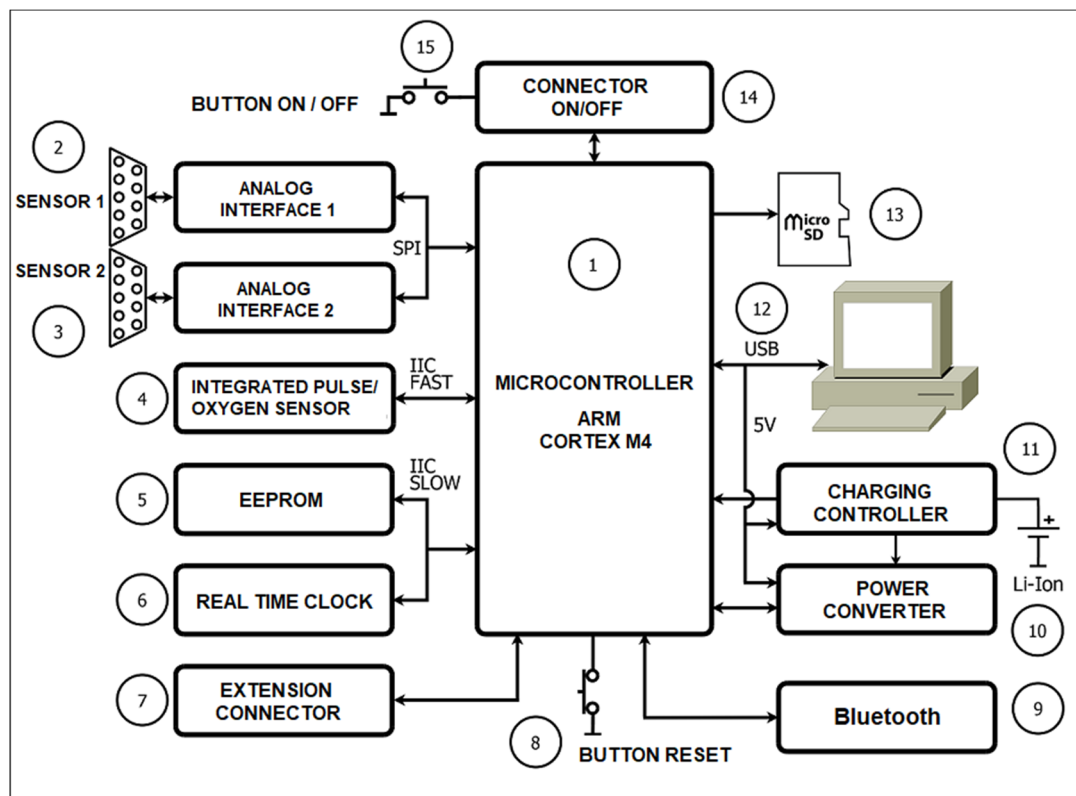 15
BUTTON ON / OFF
CONNECTOR
ON/OFF
14
2
SENSOR 1
ANALOG
INTERFACE 1
SPI
SENSOR 2
3
ANALOG
INTERFACE 2
1
MICROCONTROLLER
ARM
CORTEX M4
micro
SD
13
12
USB
5V
4
INTEGRATED PULSE/
OXYGEN SENSOR
IIC
FAST
5
EEPROM
IIC
SLOW
6
REAL TIME CLOCK
7
EXTENSION
CONNECTOR
8
BUTTON RESET
11
CHARGING
CONTROLLER
+
Li-Ion
POWER
CONVERTER
10
Bluetooth
9